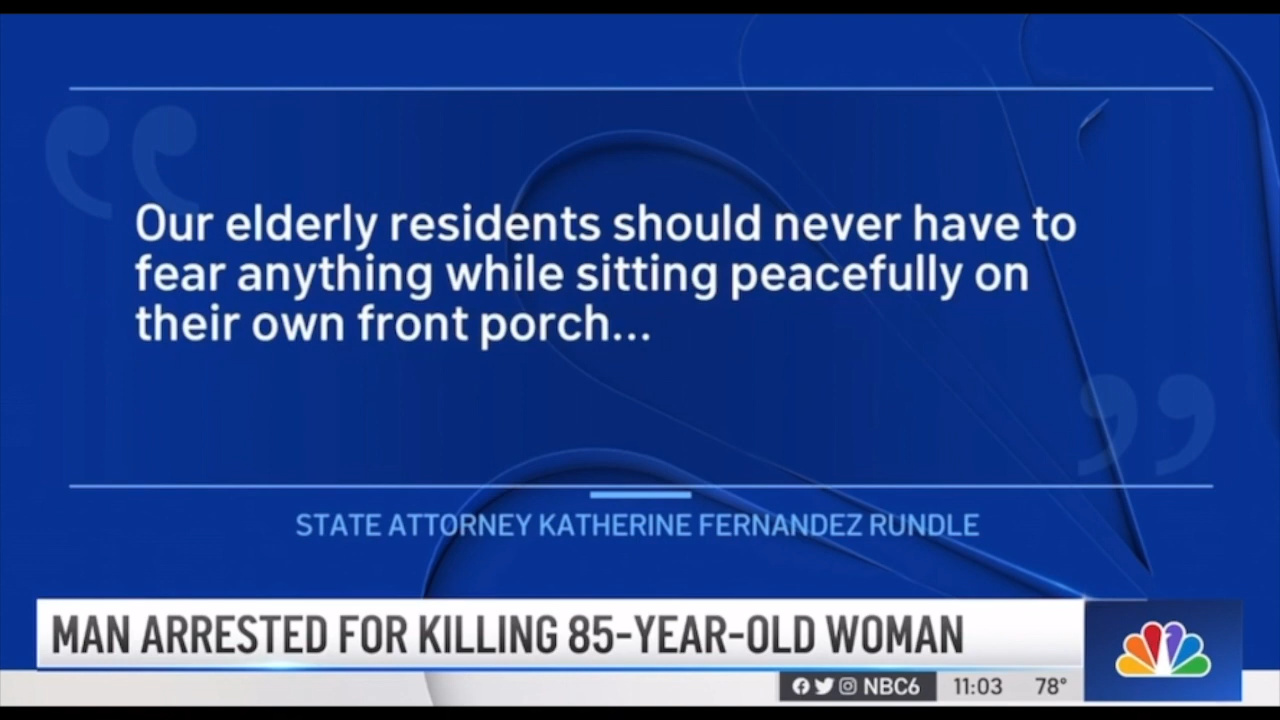 Our elderly residents should never have to
fear anything while sitting peacefully on
their own front porch...
STATE ATTORNEY KATHERINE FERNANDEZ RUNDLE
MAN ARRESTED FOR KILLING 85-YEAR-OLD WOMAN
NBC6 11:03 78°